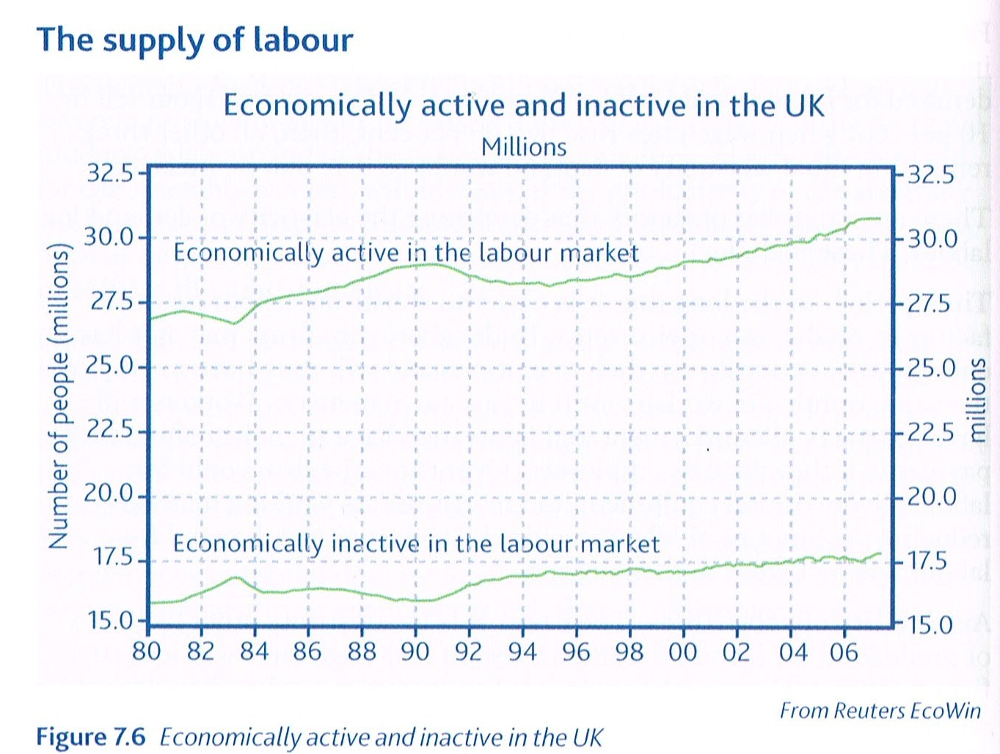 The supply of labour
Economically active and inactive in the UK
Millions
32.5 32.5
30.0 30.0
Economically active in the labour market
27.5 27.5
25.0 25.0
22.5 22.5
20.0 20.0
Economically inactive in the labour market
17.5 17.5
15.0 15.0
Number of people (millions)
millions
80 82 84 86 88 90 92 94 96 98 00 02 04 06
From Reuters EcoWin
Figure 7.6 Economically active and inactive in the UK